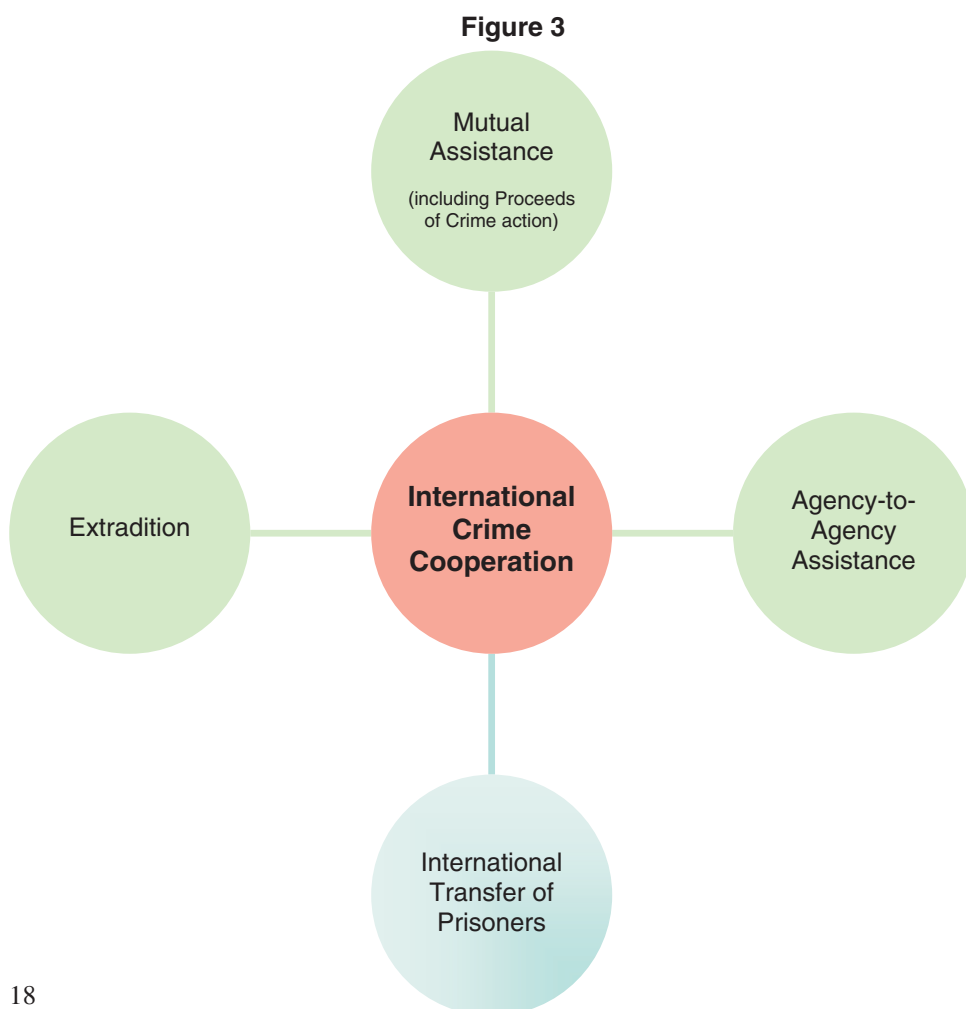 Figure 3
Mutual
Assistance
(including Proceeds
of Crime action)
Extradition
International
Crime
Cooperation
Agency-to-
Agency
Assistance
International
Transfer of
Prisoners
18